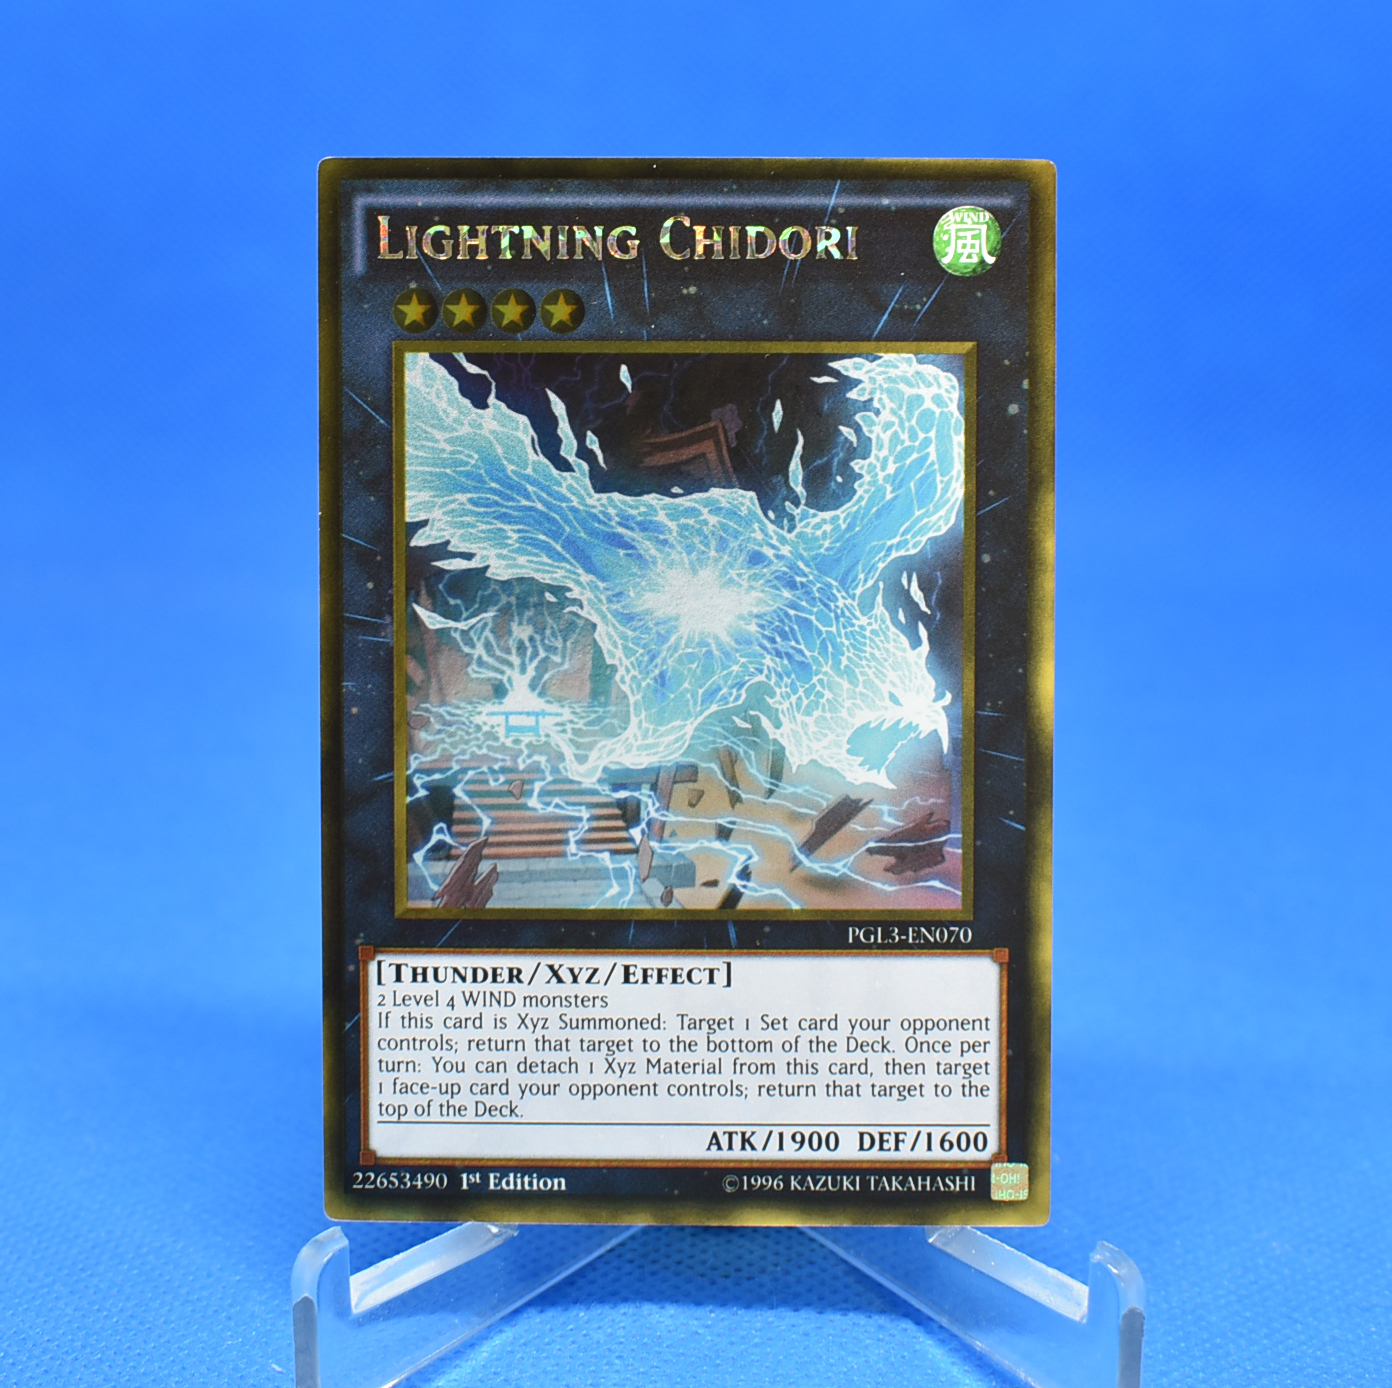 LIGHTNING CHIDORI
WIND
風
PGL3-EN070
[THUNDER/XYZ/EFFECT]
2 Level 4 WIND monsters
If this card is Xyz Summoned: Target 1 Set card your opponent
controls; return that target to the bottom of the Deck. Once per
turn: You can detach 1 Xyz Material from this card, then target
1 face-up card your opponent controls; return that target to the
top of the Deck.
ATK/1900 DEF/1600
22653490 1st Edition
©1996 KAZUKI TAKAHASHI